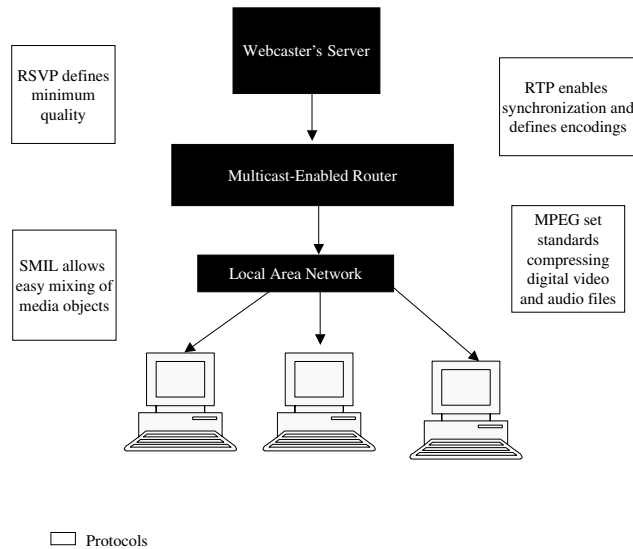 Webcaster's Server
RSVP defines
minimum
quality
RTP enables
synchronization and
defines encodings
Multicast-Enabled Router
SMIL allows
easy mixing of
media objects
MPEG set
standards
compressing
digital video
and audio files
Local Area Network
Protocols